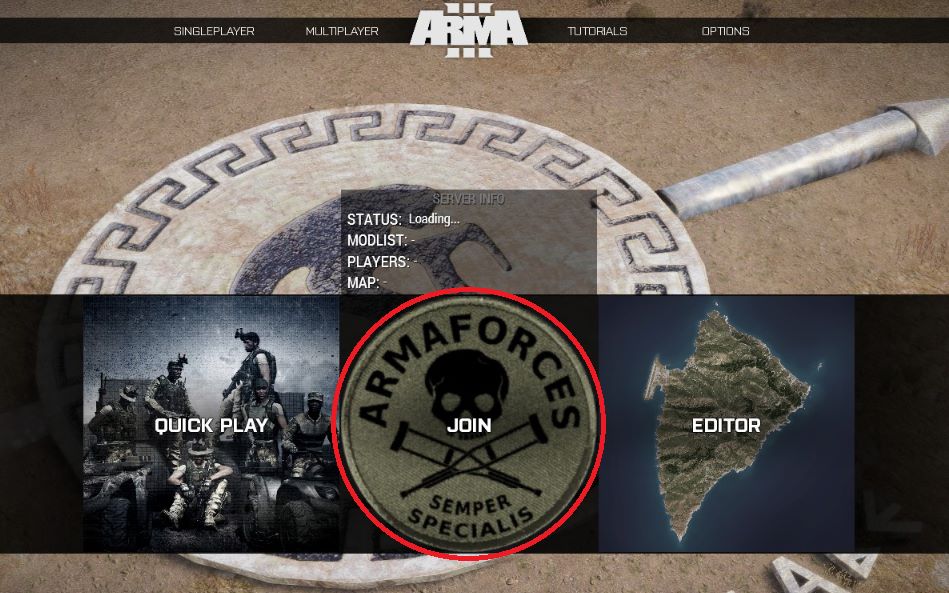 SINGLEPLAYER
MULTIPLAYER
ARMA
III
TUTORIALS
OPTIONS
SERVER INFO
STATUS: Loading...
MODLIST: -
PLAYERS: -
MAP: -
QUICK PLAY
ARMAFORCES
JOIN
SEMPER
SPECIALIS
EDITOR